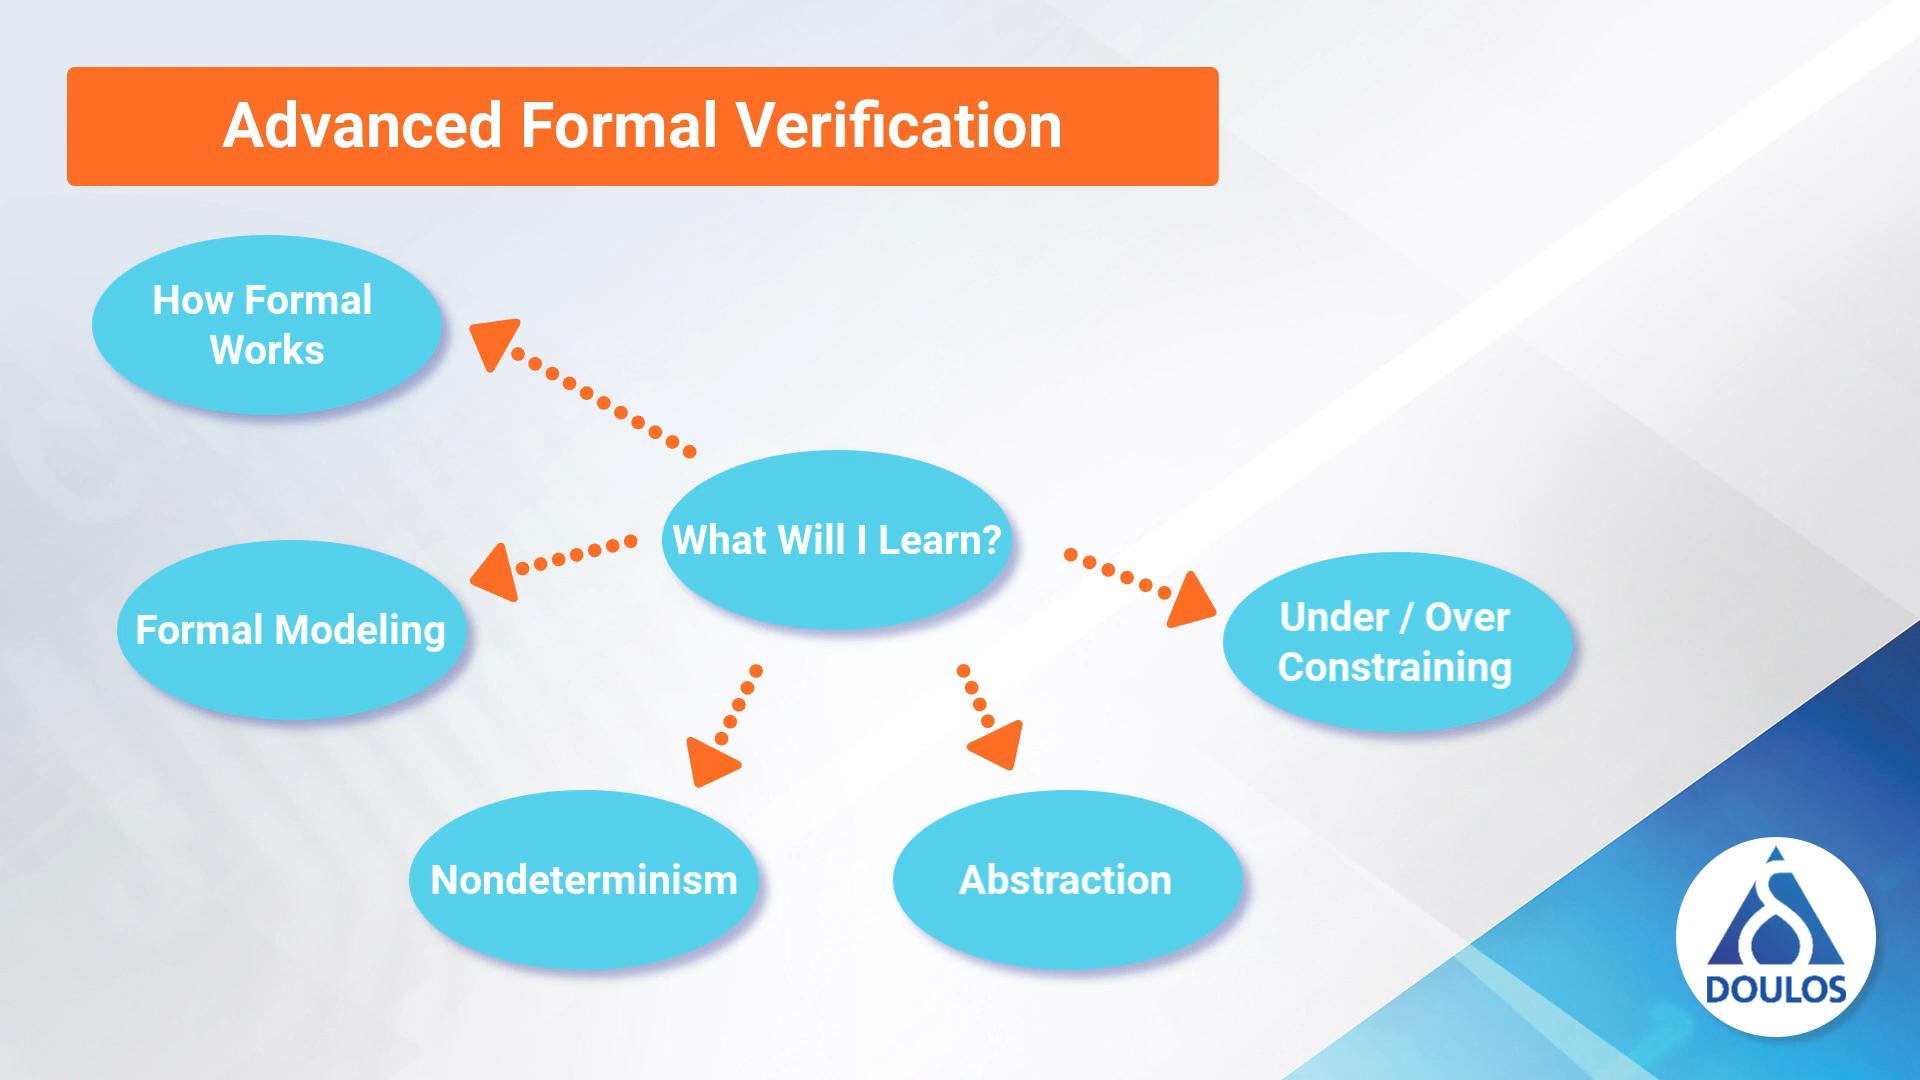 Advanced Formal Verification
How Formal
Works
What Will I Learn?
Formal Modeling
Under / Over
Constraining
Nondeterminism
Abstraction
DOULOS